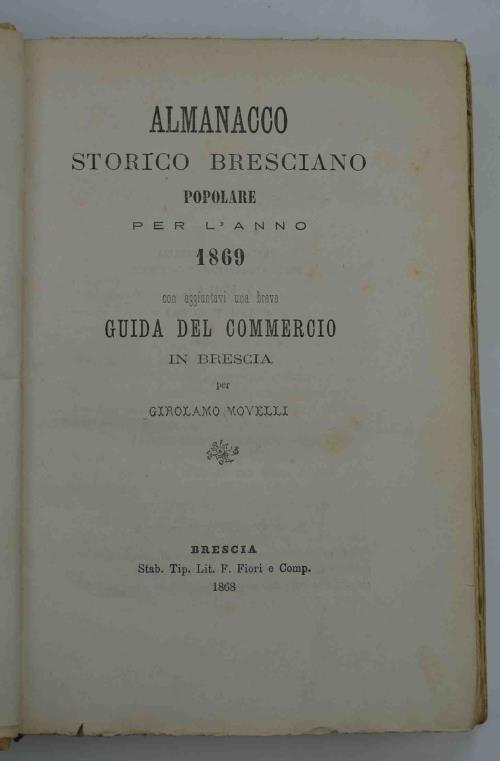 ALMANACCO
STORICO BRESCIANO
POPOLARE
PER L'ANNO
1869
con aggiuntavi una breve
GUIDA DEL COMMERCIO
IN BRESCIA
per
GIROLAMO MOVELLI
BRESCIA
Stab. Tip. Lit. F. Fiori e Comp.
1868